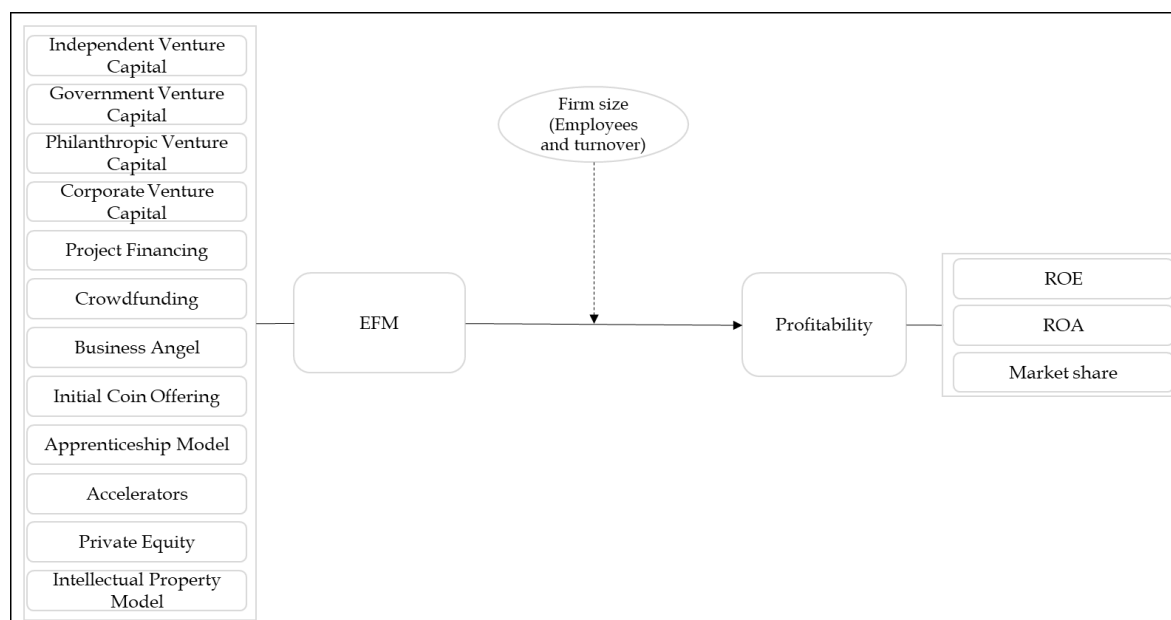 Independent Venture
Capital
Government Venture
Capital
Philanthropic Venture
Capital
Corporate Venture
Capital
Project Financing
Crowdfunding
Business Angel
Initial Coin Offering
Apprenticeship Model
Accelerators
Private Equity
Intellectual Property
Model
EFM
Firm size
(Employees
and turnover)
Profitability
ROE
ROA
Market share